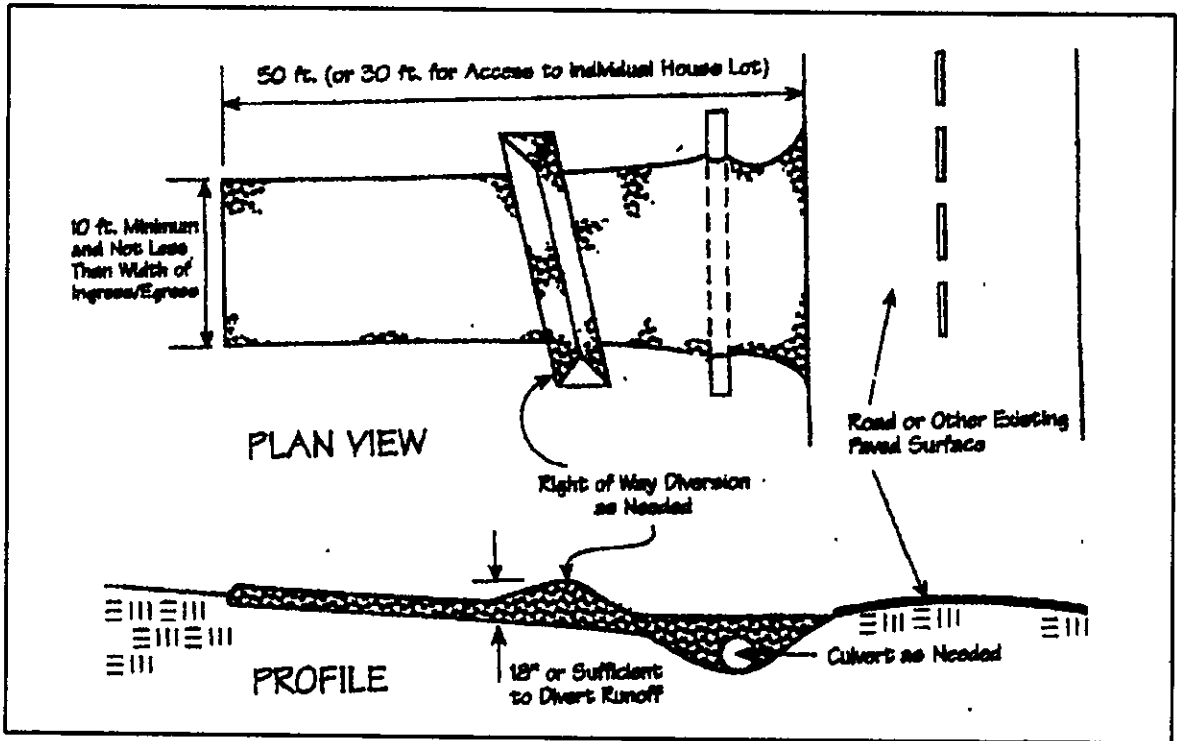 50 ft. (or 30 ft. for Access to Individual House Lot)
10 ft. Minimum
and Not Less
Than Width of
Ingress/Egress
PLAN VIEW
Road or Other Existing
Paved Surface
Right of Way Diversion
as Needed
PROFILE
18" or Sufficient
to Divert Runoff
Culvert as Needed